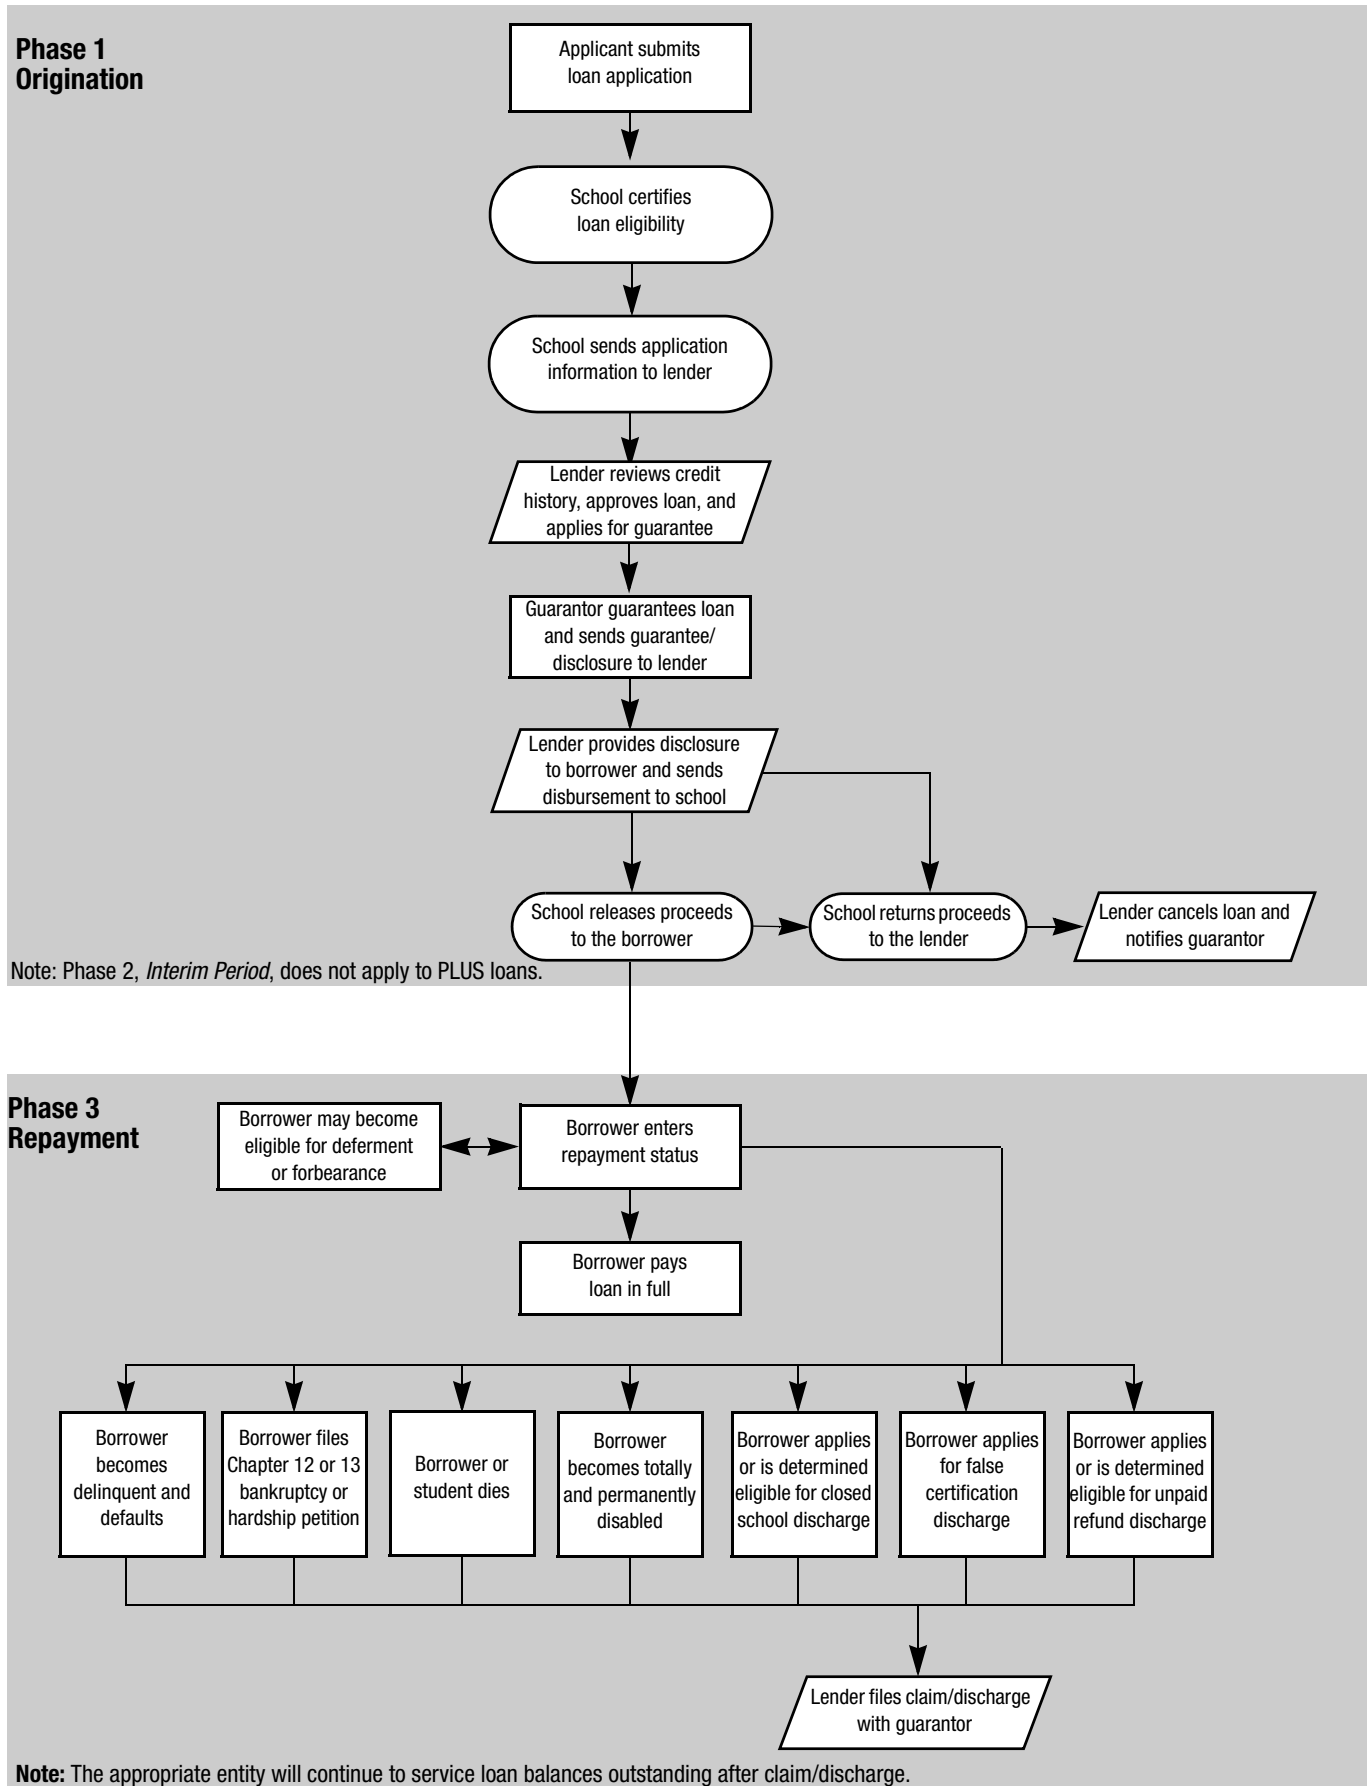 Phase 1
Origination
Applicant submits
loan application
School certifies
loan eligibility
School sends application
information to lender
Lender reviews credit
history, approves loan, and
applies for guarantee
Guarantor guarantees loan
and sends guarantee/
disclosure to lender
Lender provides disclosure
to borrower and sends
disbursement to school
School releases proceeds
to the borrower
School returns proceeds
to the lender
Lender cancels loan and
notifies guarantor
Note: Phase 2, Interim Period, does not apply to PLUS loans.
Phase 3
Repayment
Borrower may become
eligible for deferment
or forbearance
Borrower enters
repayment status
Borrower pays
loan in full
Borrower
becomes
delinquent and
defaults
Borrower files
Chapter 12 or 13
bankruptcy or
hardship petition
Borrower or
student dies
Borrower
becomes totally
and permanently
disabled
Borrower applies
or is determined
eligible for closed
school discharge
Borrower applies
for false
certification
discharge
Borrower applies
or is determined
eligible for unpaid
refund discharge
Lender files claim/discharge
with guarantor
Note: The appropriate entity will continue to service loan balances outstanding after claim/discharge.